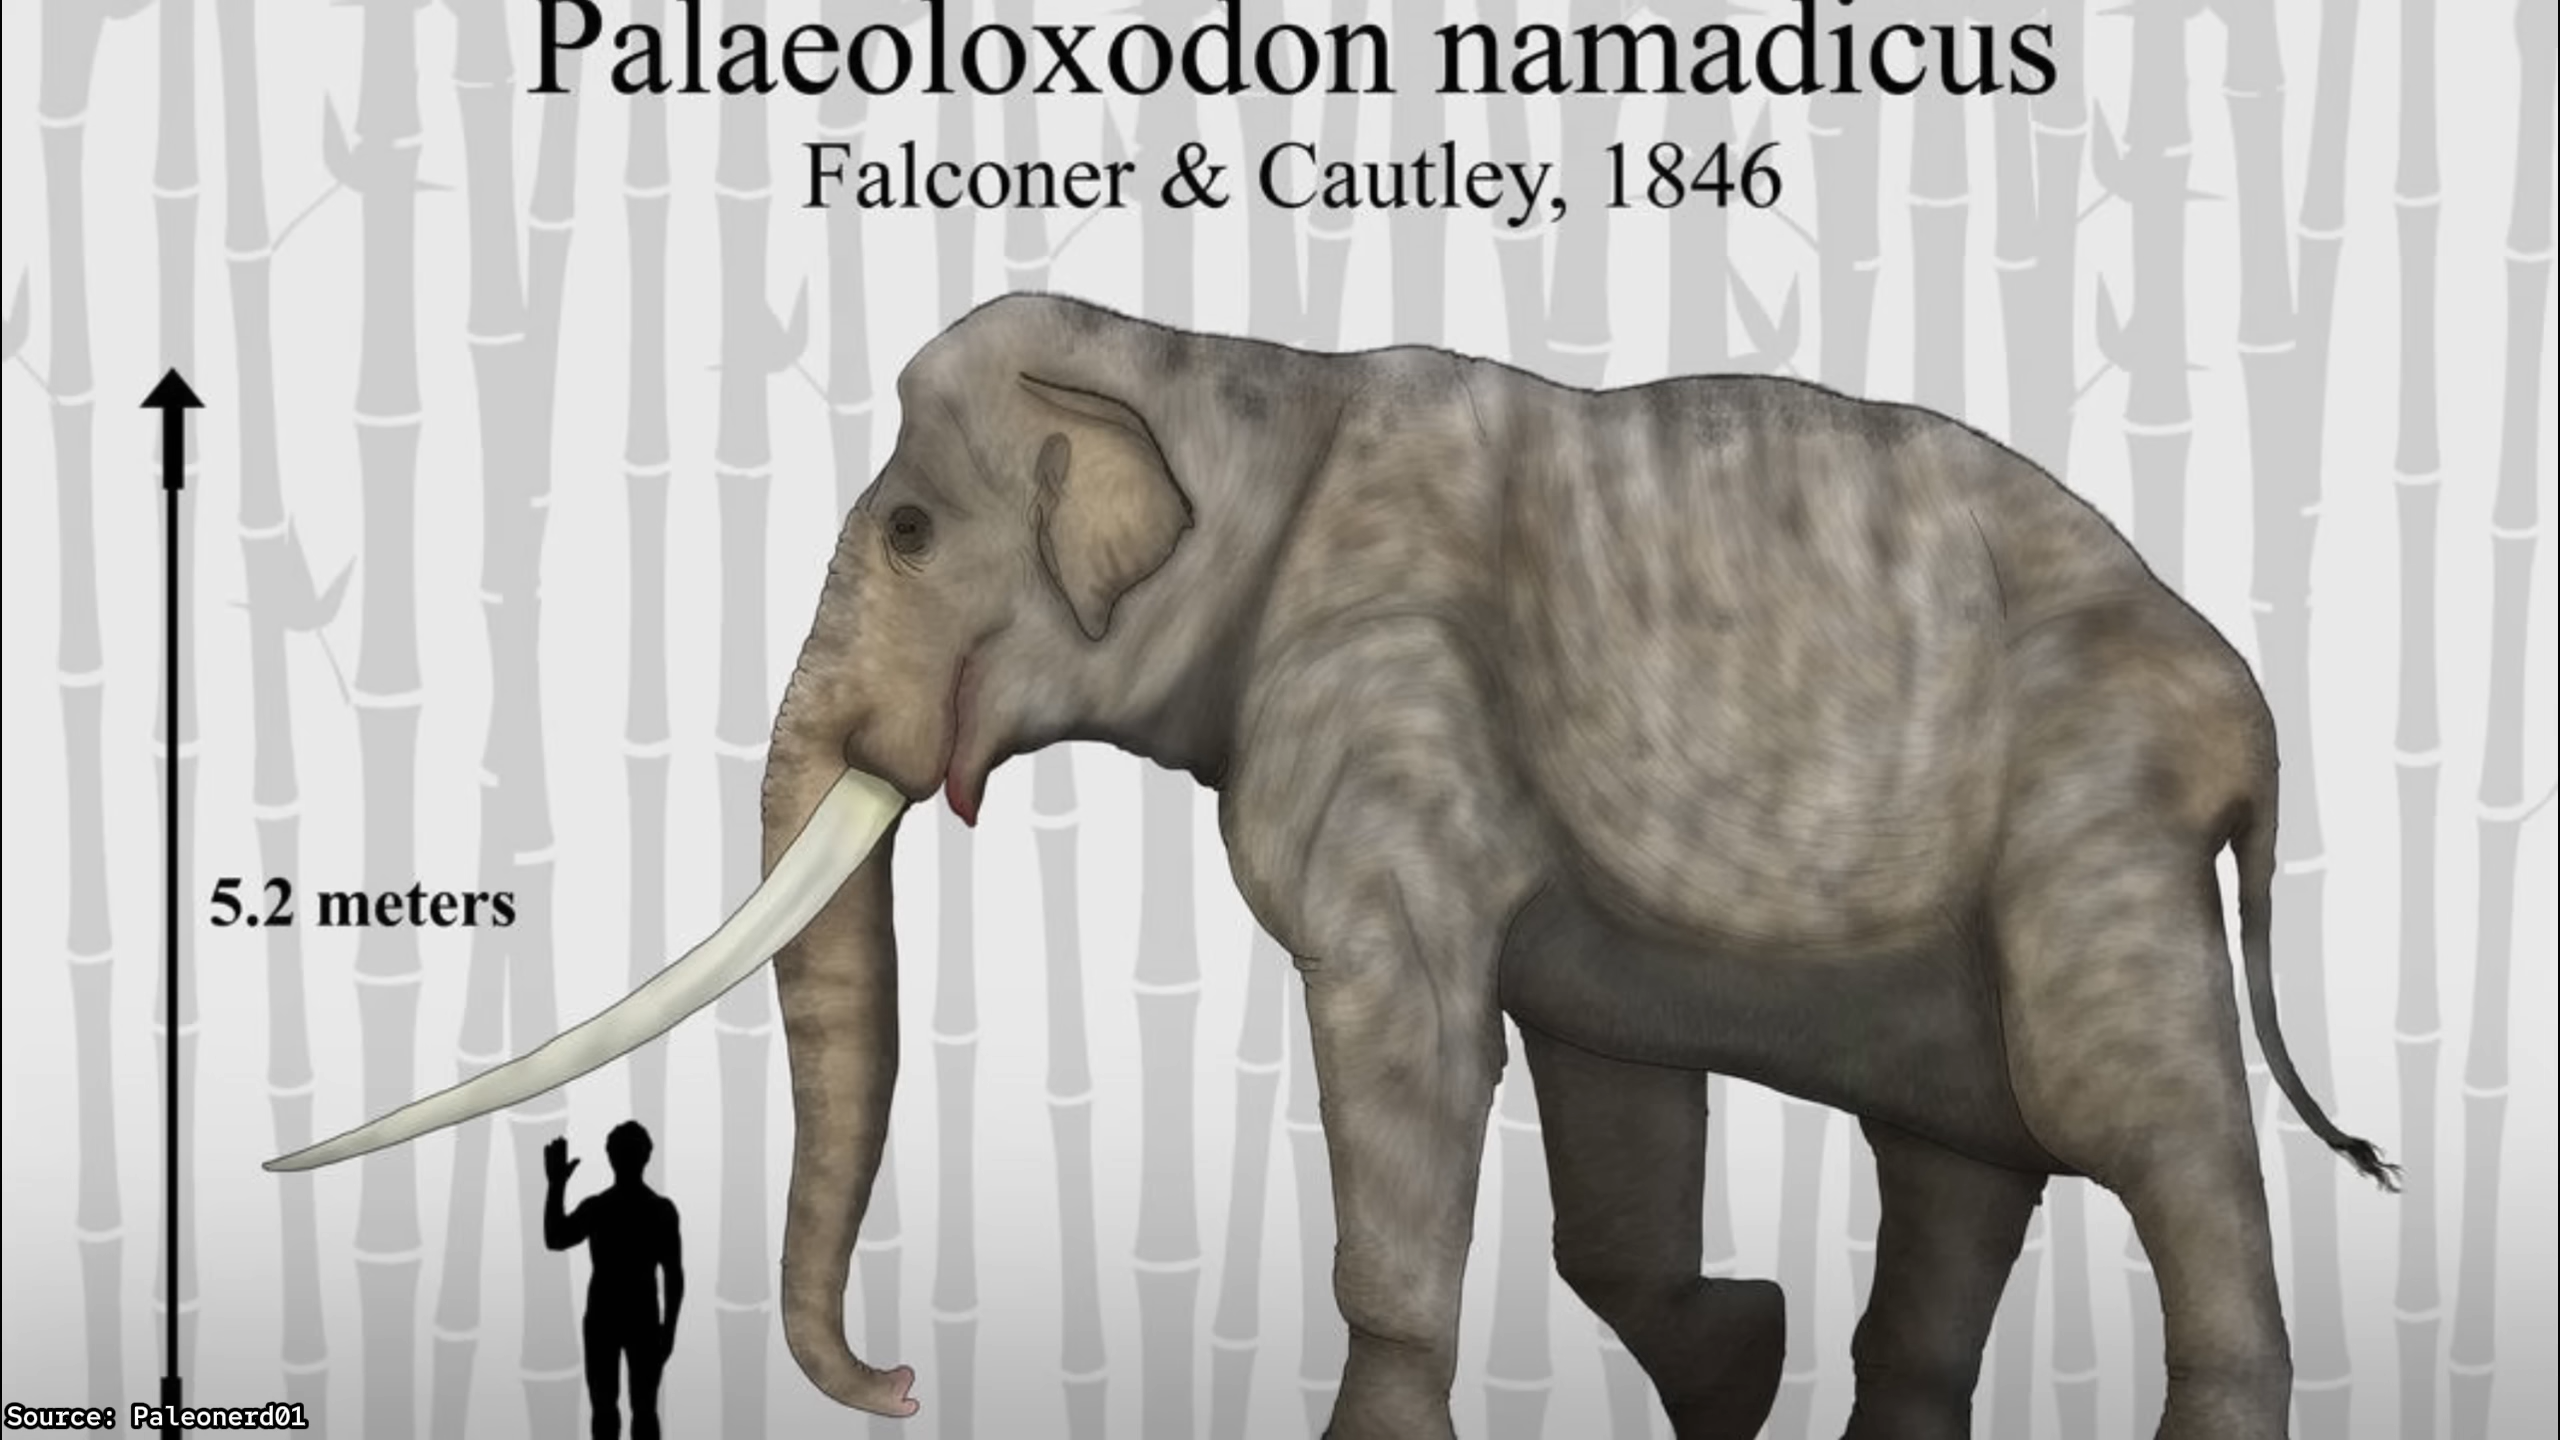 Palaeoloxodon namadicus
Falconer & Cautley, 1846
5.2 meters
Source: Paleonerd01